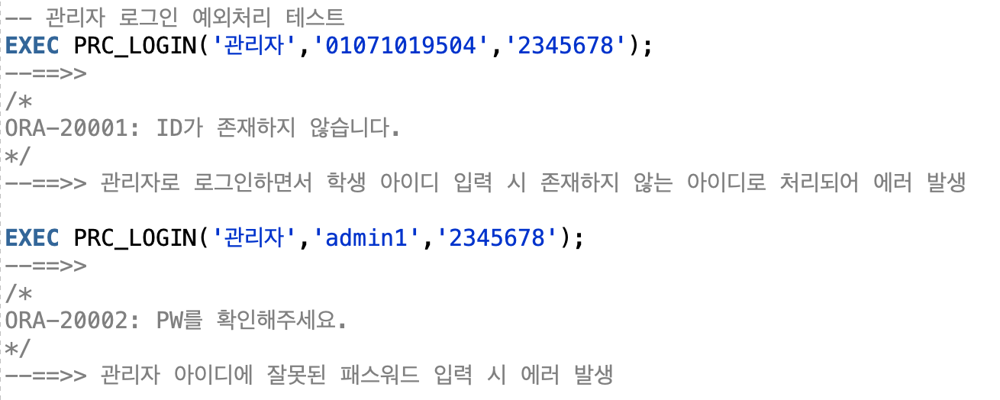 -- 관리자 로그인 예외처리 테스트
EXEC PRC_LOGIN('관리자','01071019504','2345678');
--==>>
/*
ORA-20001: ID가 존재하지 않습니다.
*/
--==>> 관리자로 로그인하면서 학생 아이디 입력 시 존재하지 않는 아이디로 처리되어 에러 발생
EXEC PRC_LOGIN('관리자','admin1','2345678');
--==>>
/*
ORA-20002: PW를 확인해주세요.
*/
--==>> 관리자 아이디에 잘못된 패스워드 입력 시 에러 발생